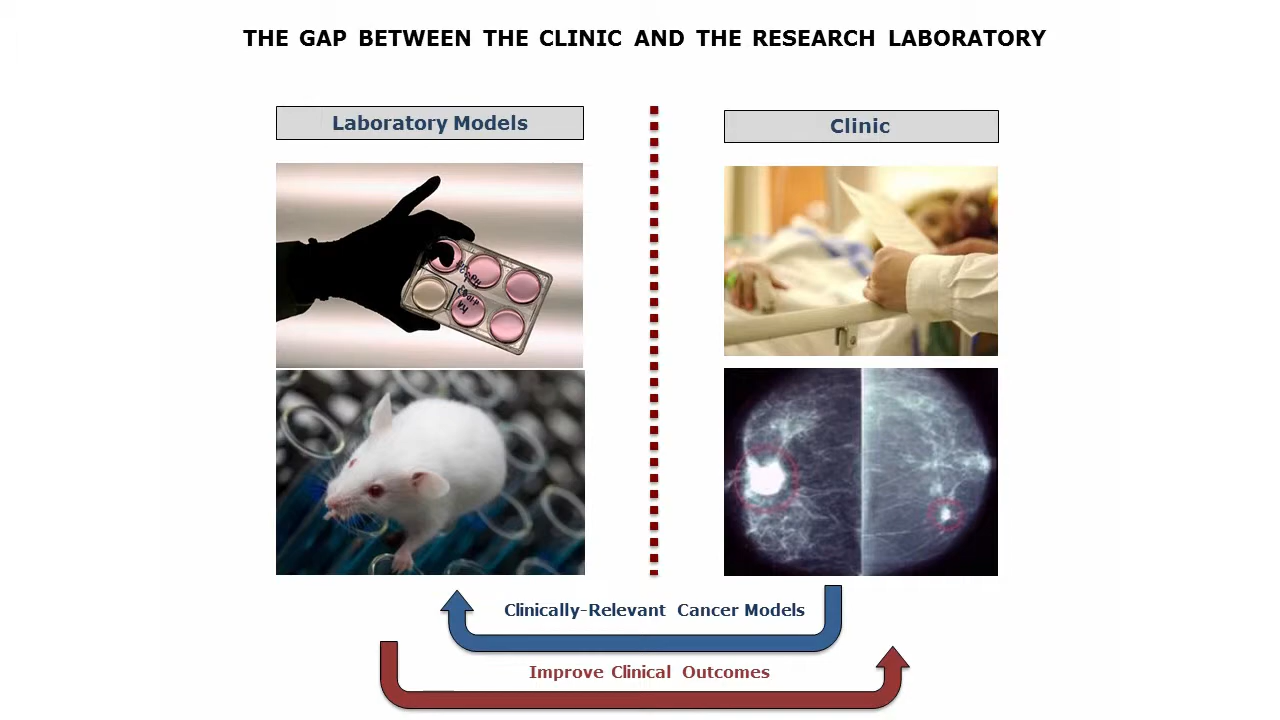 THE GAP BETWEEN THE CLINIC AND THE RESEARCH LABORATORY
Laboratory Models
Clinic
Clinically-Relevant Cancer Models
Improve Clinical Outcomes